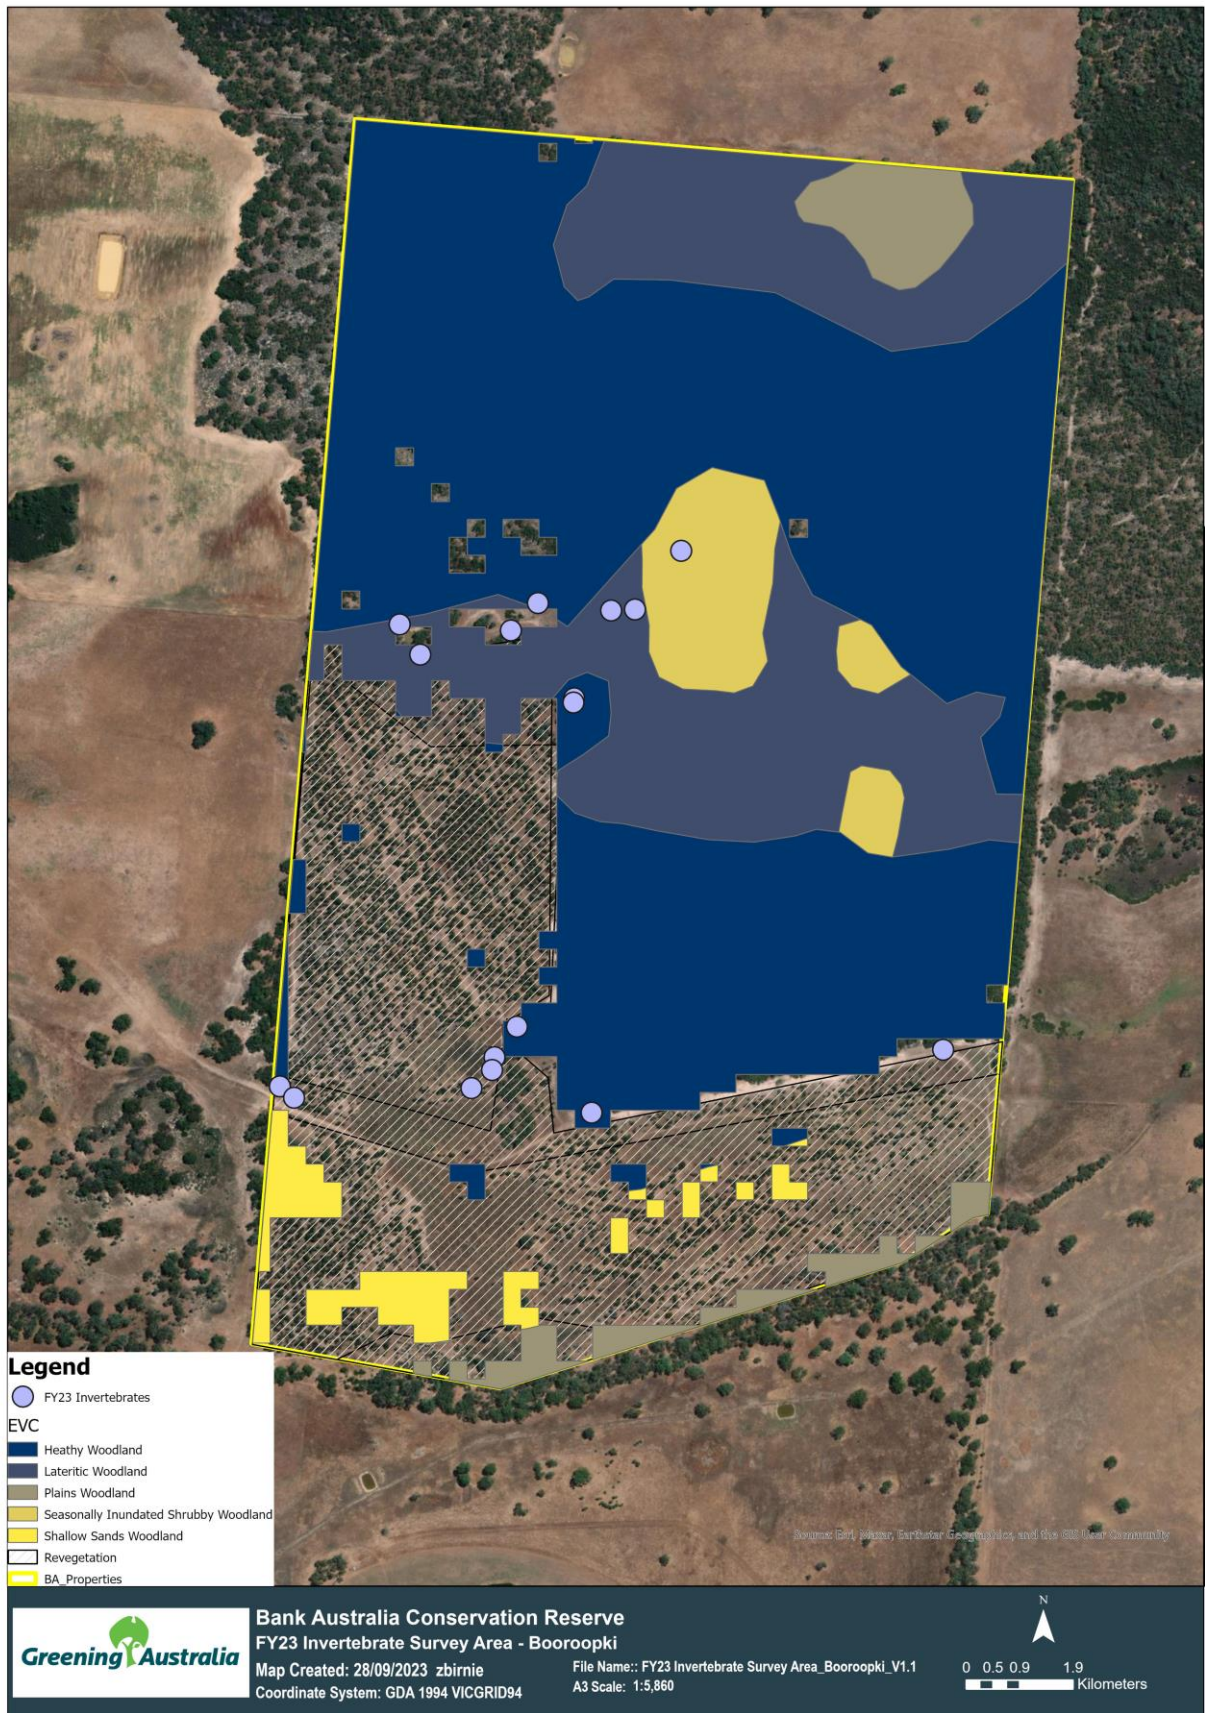 Legend
FY23 Invertebrates
EVC
Heathy Woodland
Lateritic Woodland
Plains Woodland
Seasonally Inundated Shrubby Woodland
Shallow Sands Woodland
Revegetation
BA_Properties
Source: Esri, Maxar, Earthstar Geographics, and the GIS User Community
Greening Australia
Bank Australia Conservation Reserve
FY23 Invertebrate Survey Area - Booroopki
Map Created: 28/09/2023 zbirnie
Coordinate System: GDA 1994 VICGRID94
File Name:: FY23 Invertebrate Survey Area_Booroopki_V1.1
A3 Scale: 1:5,860
N
0 0.5 0.9 1.9
Kilometers